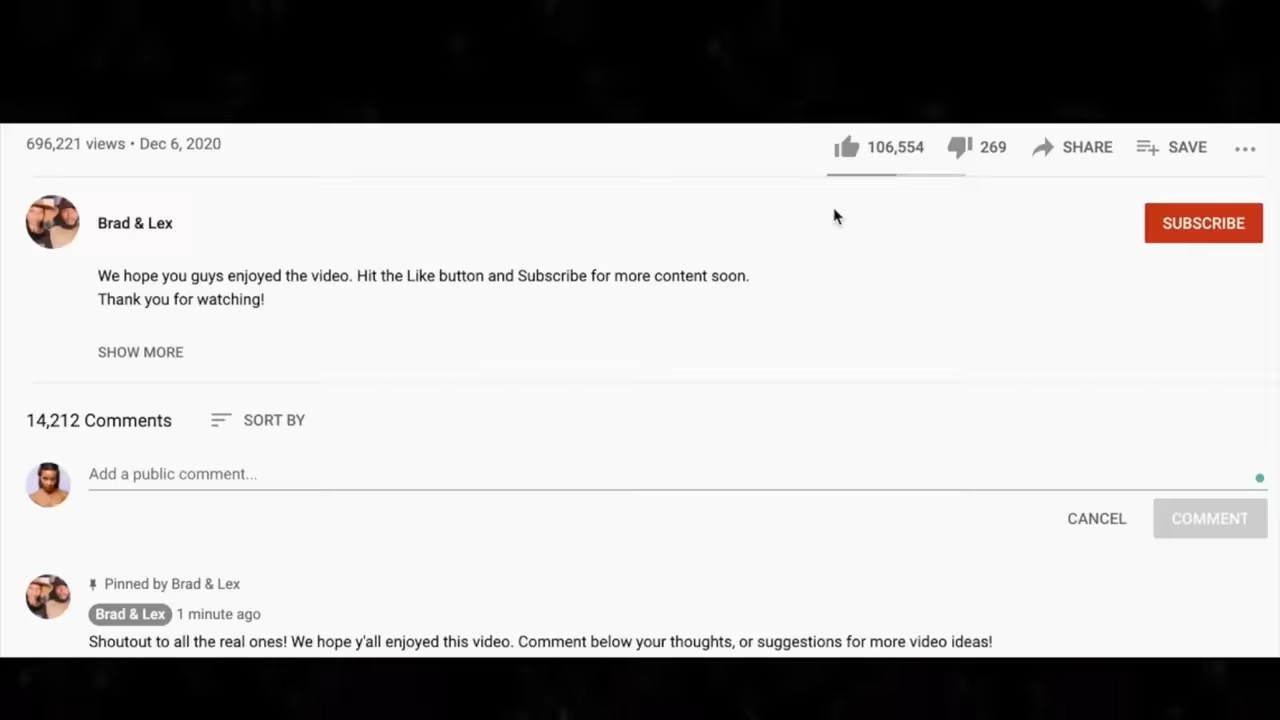 696,221 views • Dec 6, 2020
106,554
269
SHARE
SAVE
Brad & Lex
SUBSCRIBE
We hope you guys enjoyed the video. Hit the Like button and Subscribe for more content soon.
Thank you for watching!
SHOW MORE
14,212 Comments
SORT BY
Add a public comment...
CANCEL
COMMENT
Pinned by Brad & Lex
Brad & Lex 1 minute ago
Shoutout to all the real ones! We hope y'all enjoyed this video. Comment below your thoughts, or suggestions for more video ideas!